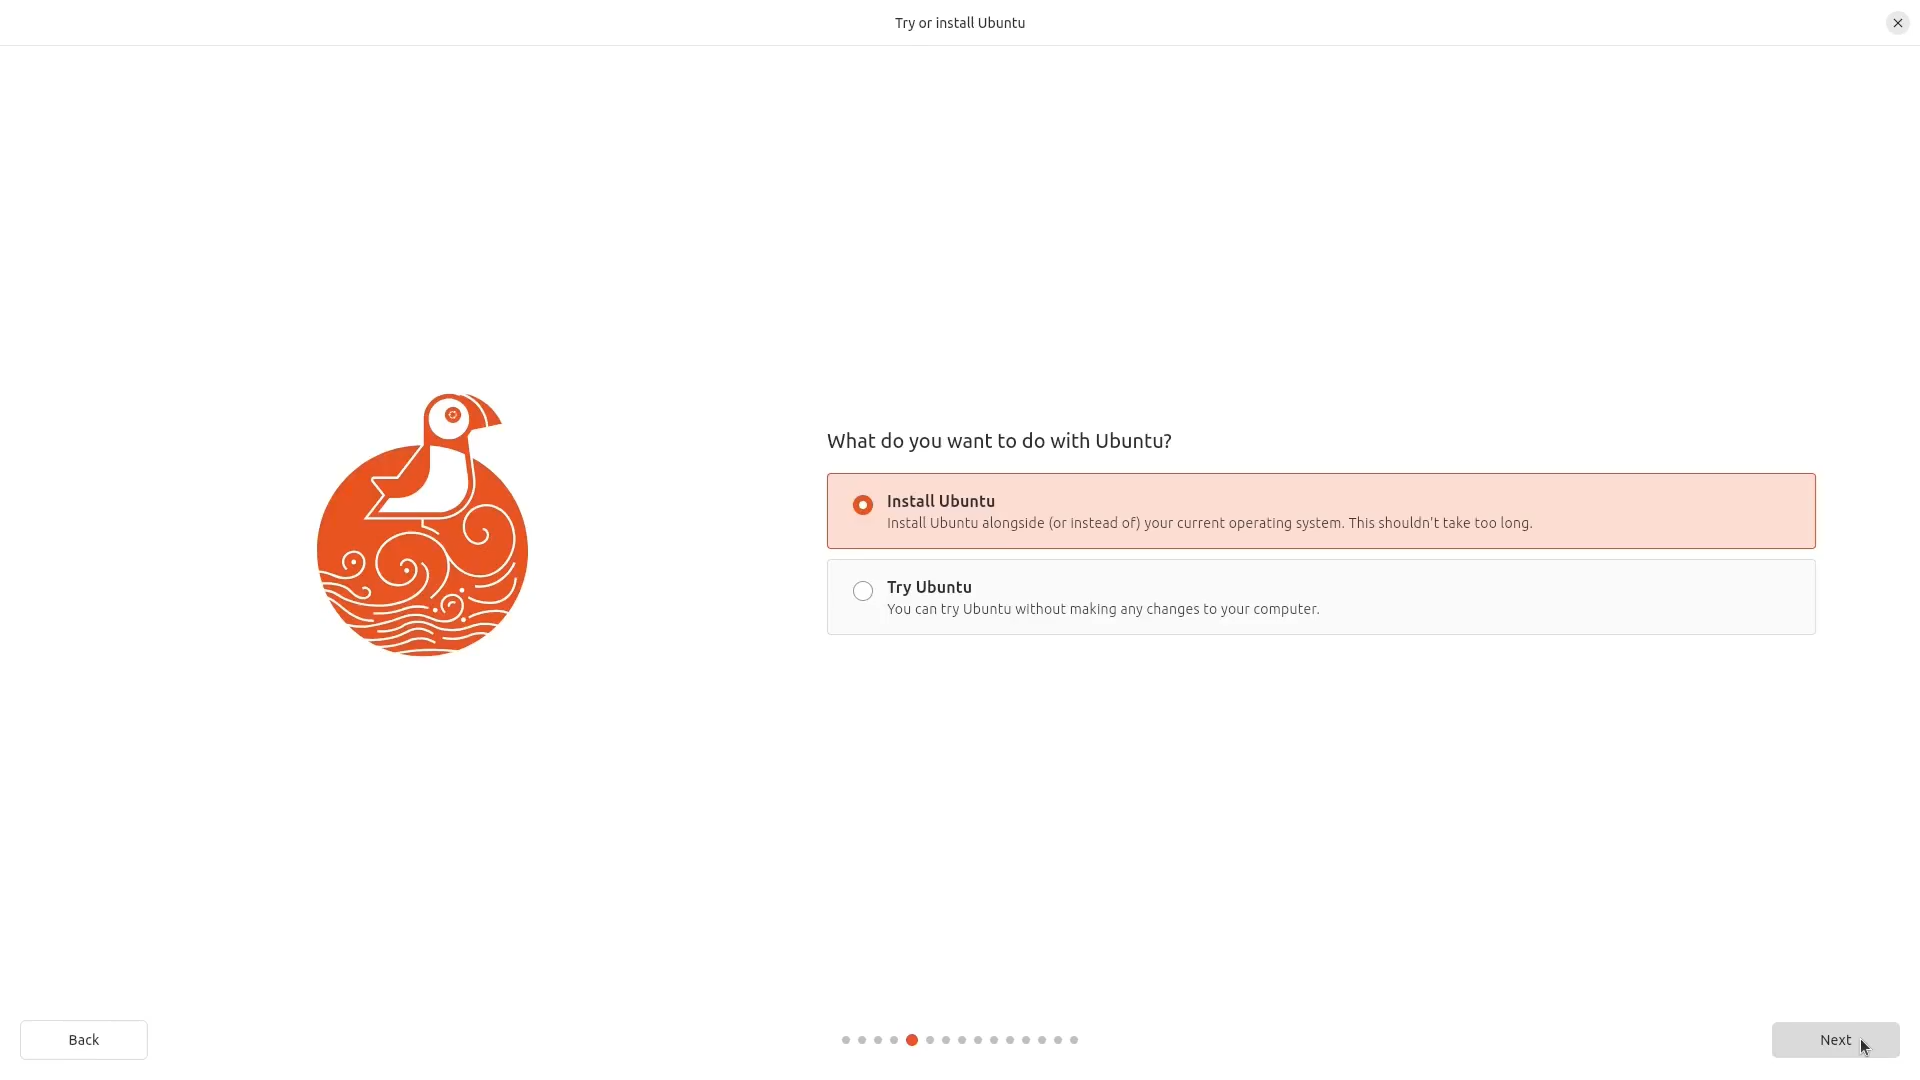 Try or install Ubuntu
What do you want to do with Ubuntu?
Install Ubuntu
Install Ubuntu alongside (or instead of) your current operating system. This shouldn't take too long.
Try Ubuntu
You can try Ubuntu without making any changes to your computer.
Back
Next